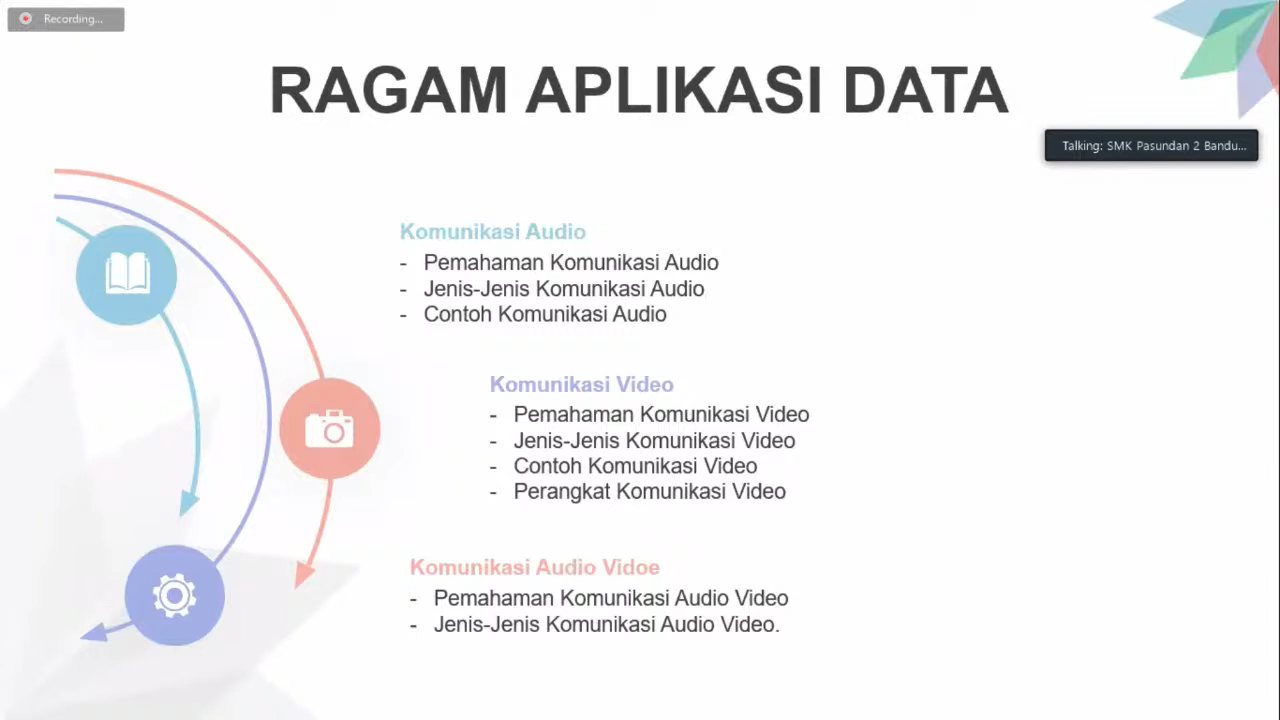 Recording...
RAGAM APLIKASI DATA
Talking: SMK Pasundan 2 Bandu...
Komunikasi Audio
- Pemahaman Komunikasi Audio
- Jenis-Jenis Komunikasi Audio
- Contoh Komunikasi Audio
Komunikasi Video
- Pemahaman Komunikasi Video
- Jenis-Jenis Komunikasi Video
- Contoh Komunikasi Video
- Perangkat Komunikasi Video
Komunikasi Audio Vidoe
- Pemahaman Komunikasi Audio Video
- Jenis-Jenis Komunikasi Audio Video.